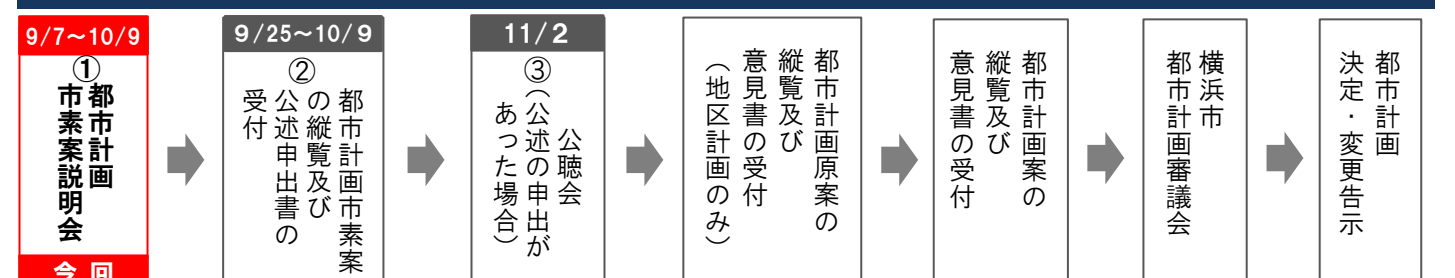 9/7~10/9
①
都市計画
市素案説明会
今回
9/25~10/9
②
都市計画市素案
の縦覧及び
公述申出書の
受付
11/2
③
公聴会
(公述の申出が
あった場合)
都市計画原案の
縦覧及び
意見書の受付
(地区計画のみ)
都市計画案の
縦覧及び
意見書の受付
横浜市
都市計画審議会
都市計画
決定・変更告示